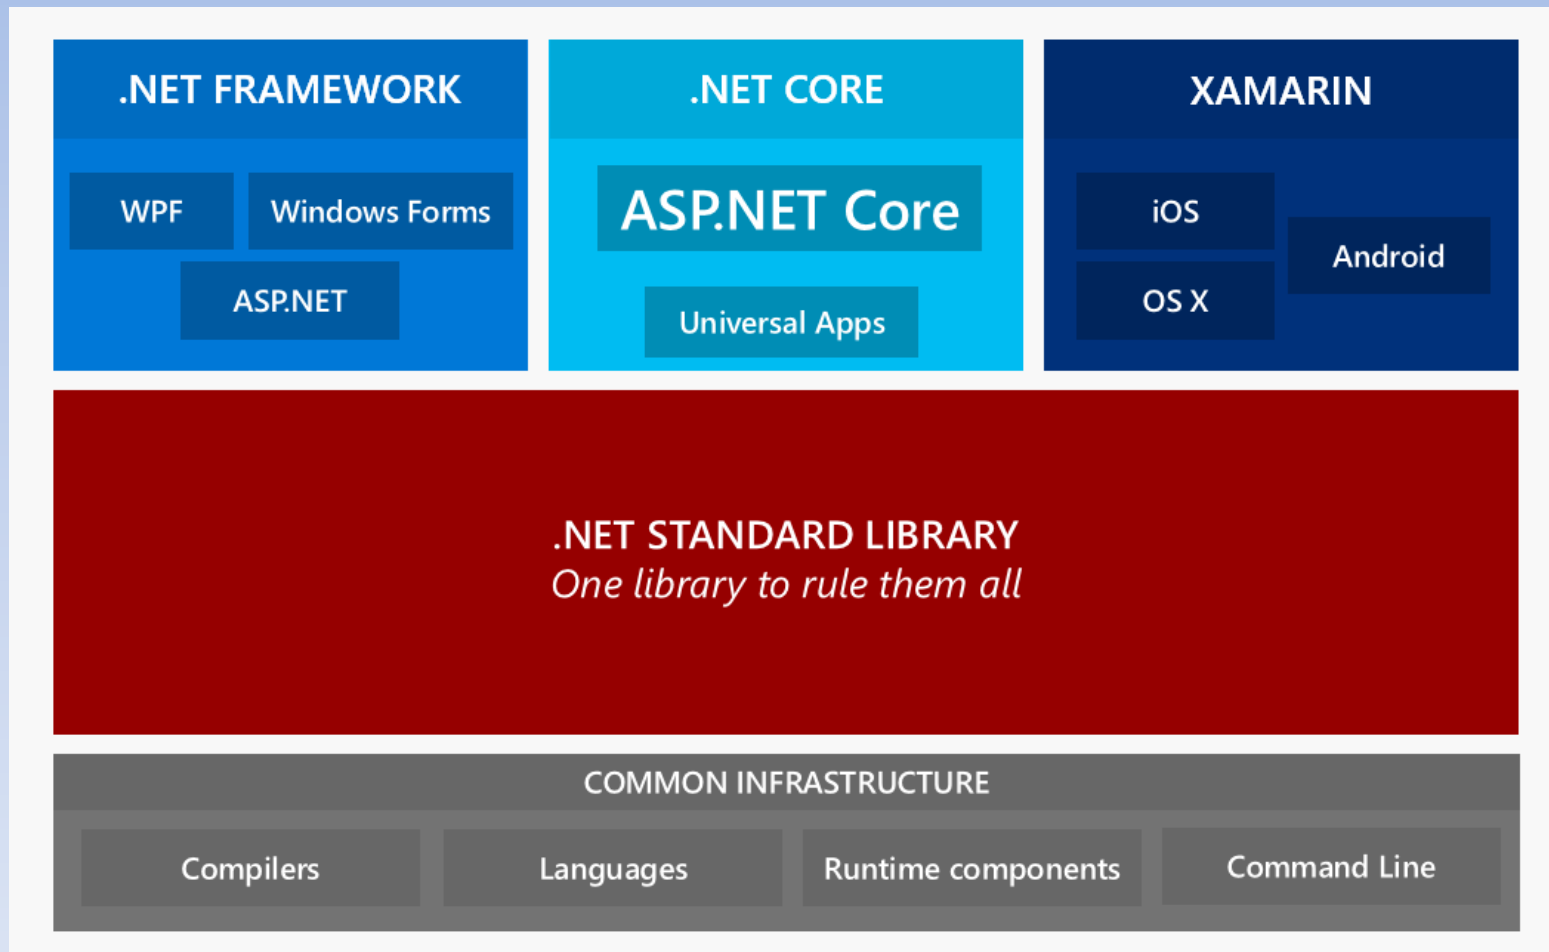 .NET FRAMEWORK
WPF
Windows Forms
ASP.NET
.NET CORE
ASP.NET Core
Universal Apps
XAMARIN
iOS
Android
OS X
.NET STANDARD LIBRARY
One library to rule them all
COMMON INFRASTRUCTURE
Compilers
Languages
Runtime components
Command Line